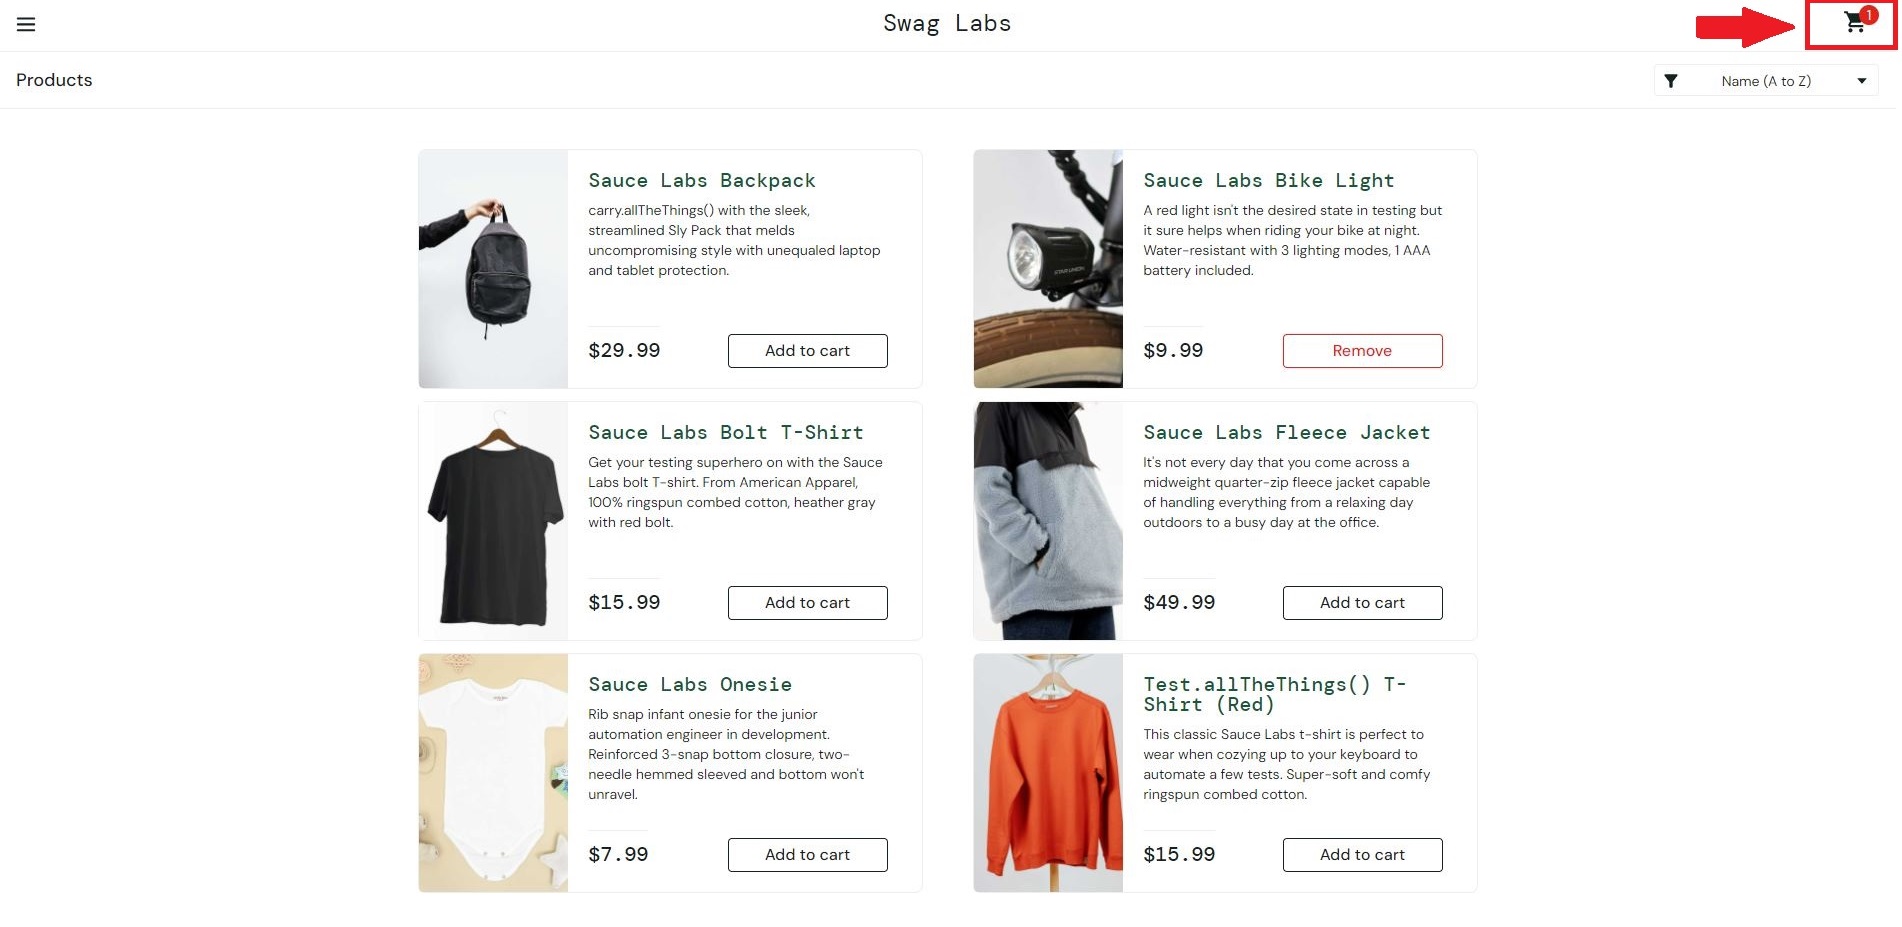 Swag Labs
1
Products
Name (A to Z)
Sauce Labs Backpack
carry.allTheThings() with the sleek,
streamlined Sly Pack that melds
uncompromising style with unequaled laptop
and tablet protection.
$29.99
Add to cart
Sauce Labs Bike Light
A red light isn't the desired state in testing but
it sure helps when riding your bike at night.
Water-resistant with 3 lighting modes, 1 AAA
battery included.
$9.99
Remove
Sauce Labs Bolt T-Shirt
Get your testing superhero on with the Sauce
Labs bolt T-shirt. From American Apparel,
100% ringspun combed cotton, heather gray
with red bolt.
$15.99
Add to cart
Sauce Labs Fleece Jacket
It's not every day that you come across a
midweight quarter-zip fleece jacket capable
of handling everything from a relaxing day
outdoors to a busy day at the office.
$49.99
Add to cart
Sauce Labs Onesie
Rib snap infant onesie for the junior
automation engineer in development.
Reinforced 3-snap bottom closure, two-
needle hemmed sleeved and bottom won't
unravel.
$7.99
Add to cart
Test.allTheThings() T-
Shirt (Red)
This classic Sauce Labs t-shirt is perfect to
wear when cozying up to your keyboard to
automate a few tests. Super-soft and comfy
ringspun combed cotton.
$15.99
Add to cart